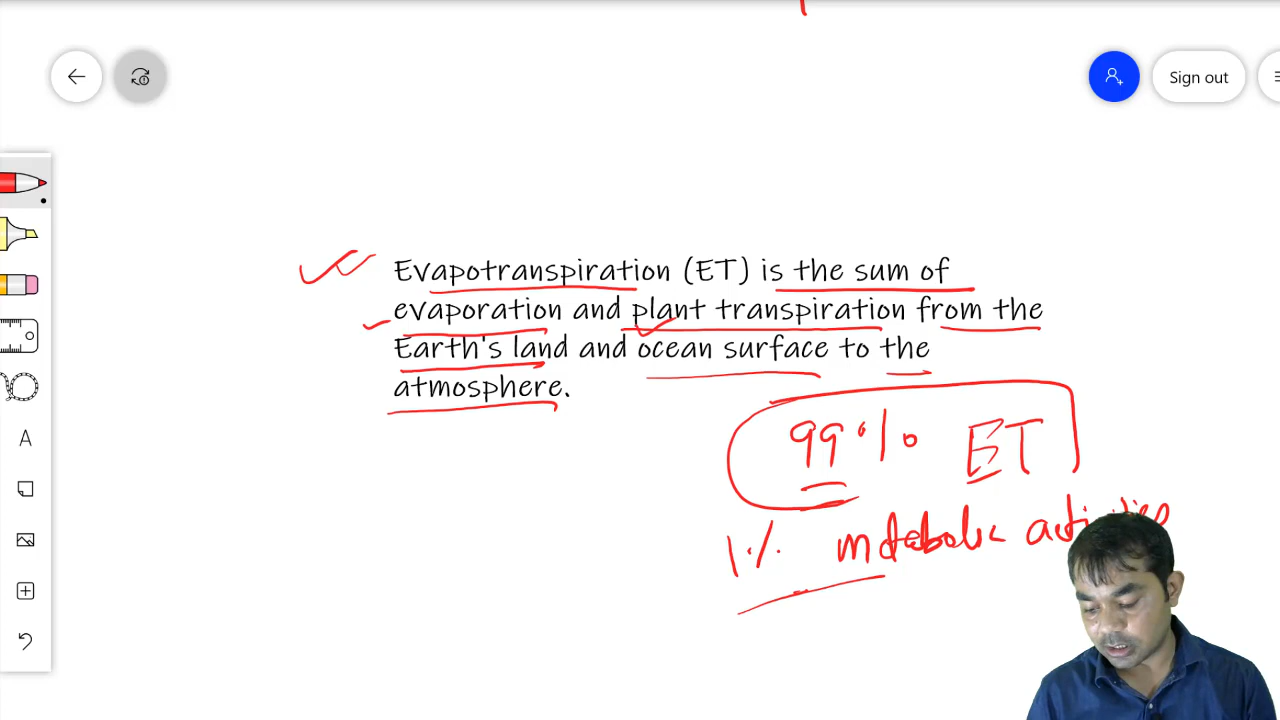 Sign out
Evapotranspiration (ET) is the sum of
evaporation and plant transpiration from the
Earth's land and ocean surface to the
atmosphere.
99% ET
1% metabolic activities
A